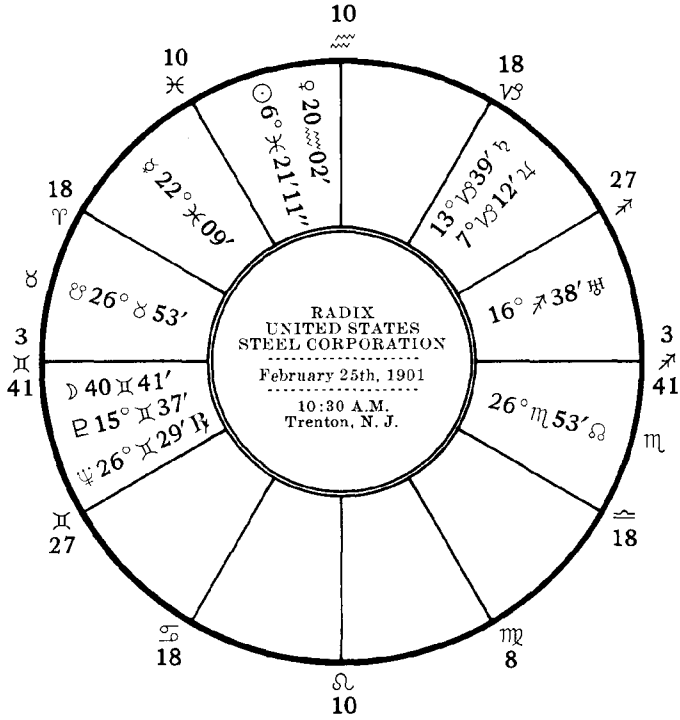 10
♒
10
♓
18
♑
18
♈
27
♐
♉
3
♊
41
3
♐
41
♏
♊
27
♎
18
♋
18
♍
8
♌
10
☉ 6° ♓ 21' 11"
♀ 20 ♒ 02'
13° ♑ 39' ♄
7° ♑ 12' ♃
☿ 22° ♓ 09'
☋ 26° ♉ 53'
16° ♐ 38' ♅
☽ 40 ♊ 41'
♇ 15° ♊ 37'
♆ 26° ♊ 29' ℞
26° ♏ 53' ☊
RADIX
UNITED STATES
STEEL CORPORATION
February 25th, 1901
10:30 A.M.
Trenton, N. J.